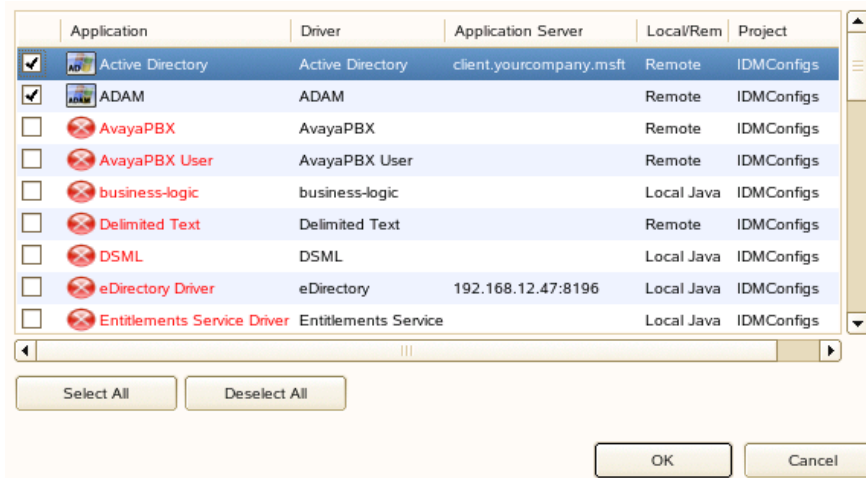 Application Driver Application Server Local/Rem Project
Active Directory Active Directory client.yourcompany.msft Remote IDMConfigs
ADAM ADAM Remote IDMConfigs
AvayaPBX AvayaPBX Remote IDMConfigs
AvayaPBX User AvayaPBX User Remote IDMConfigs
business-logic business-logic Local Java IDMConfigs
Delimited Text Delimited Text Remote IDMConfigs
DSML DSML Local Java IDMConfigs
eDirectory Driver eDirectory 192.168.12.47:8196 Local Java IDMConfigs
Entitlements Service Driver Entitlements Service Local Java IDMConfigs
Select All Deselect All
OK Cancel